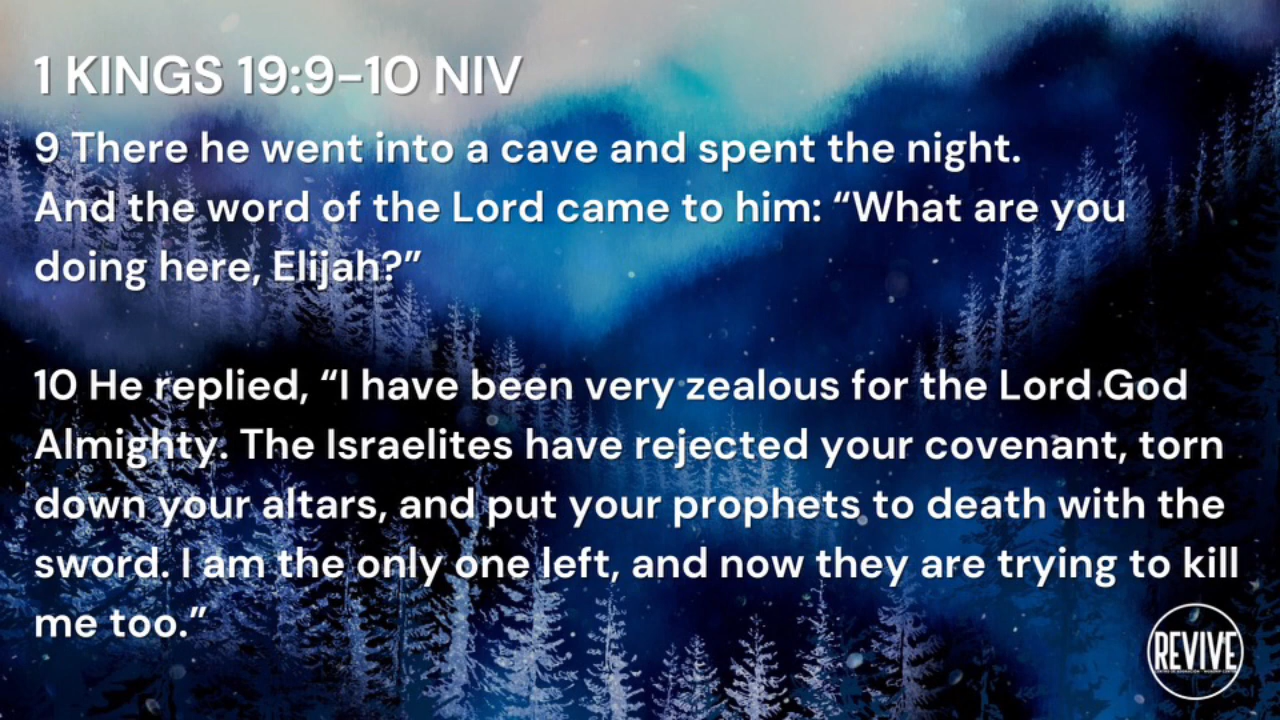 1 KINGS 19:9-10 NIV
9 There he went into a cave and spent the night.
And the word of the Lord came to him: “What are you
doing here, Elijah?”
10 He replied, “I have been very zealous for the Lord God
Almighty. The Israelites have rejected your covenant, torn
down your altars, and put your prophets to death with the
sword. I am the only one left, and now they are trying to kill
me too.”
REVIVE